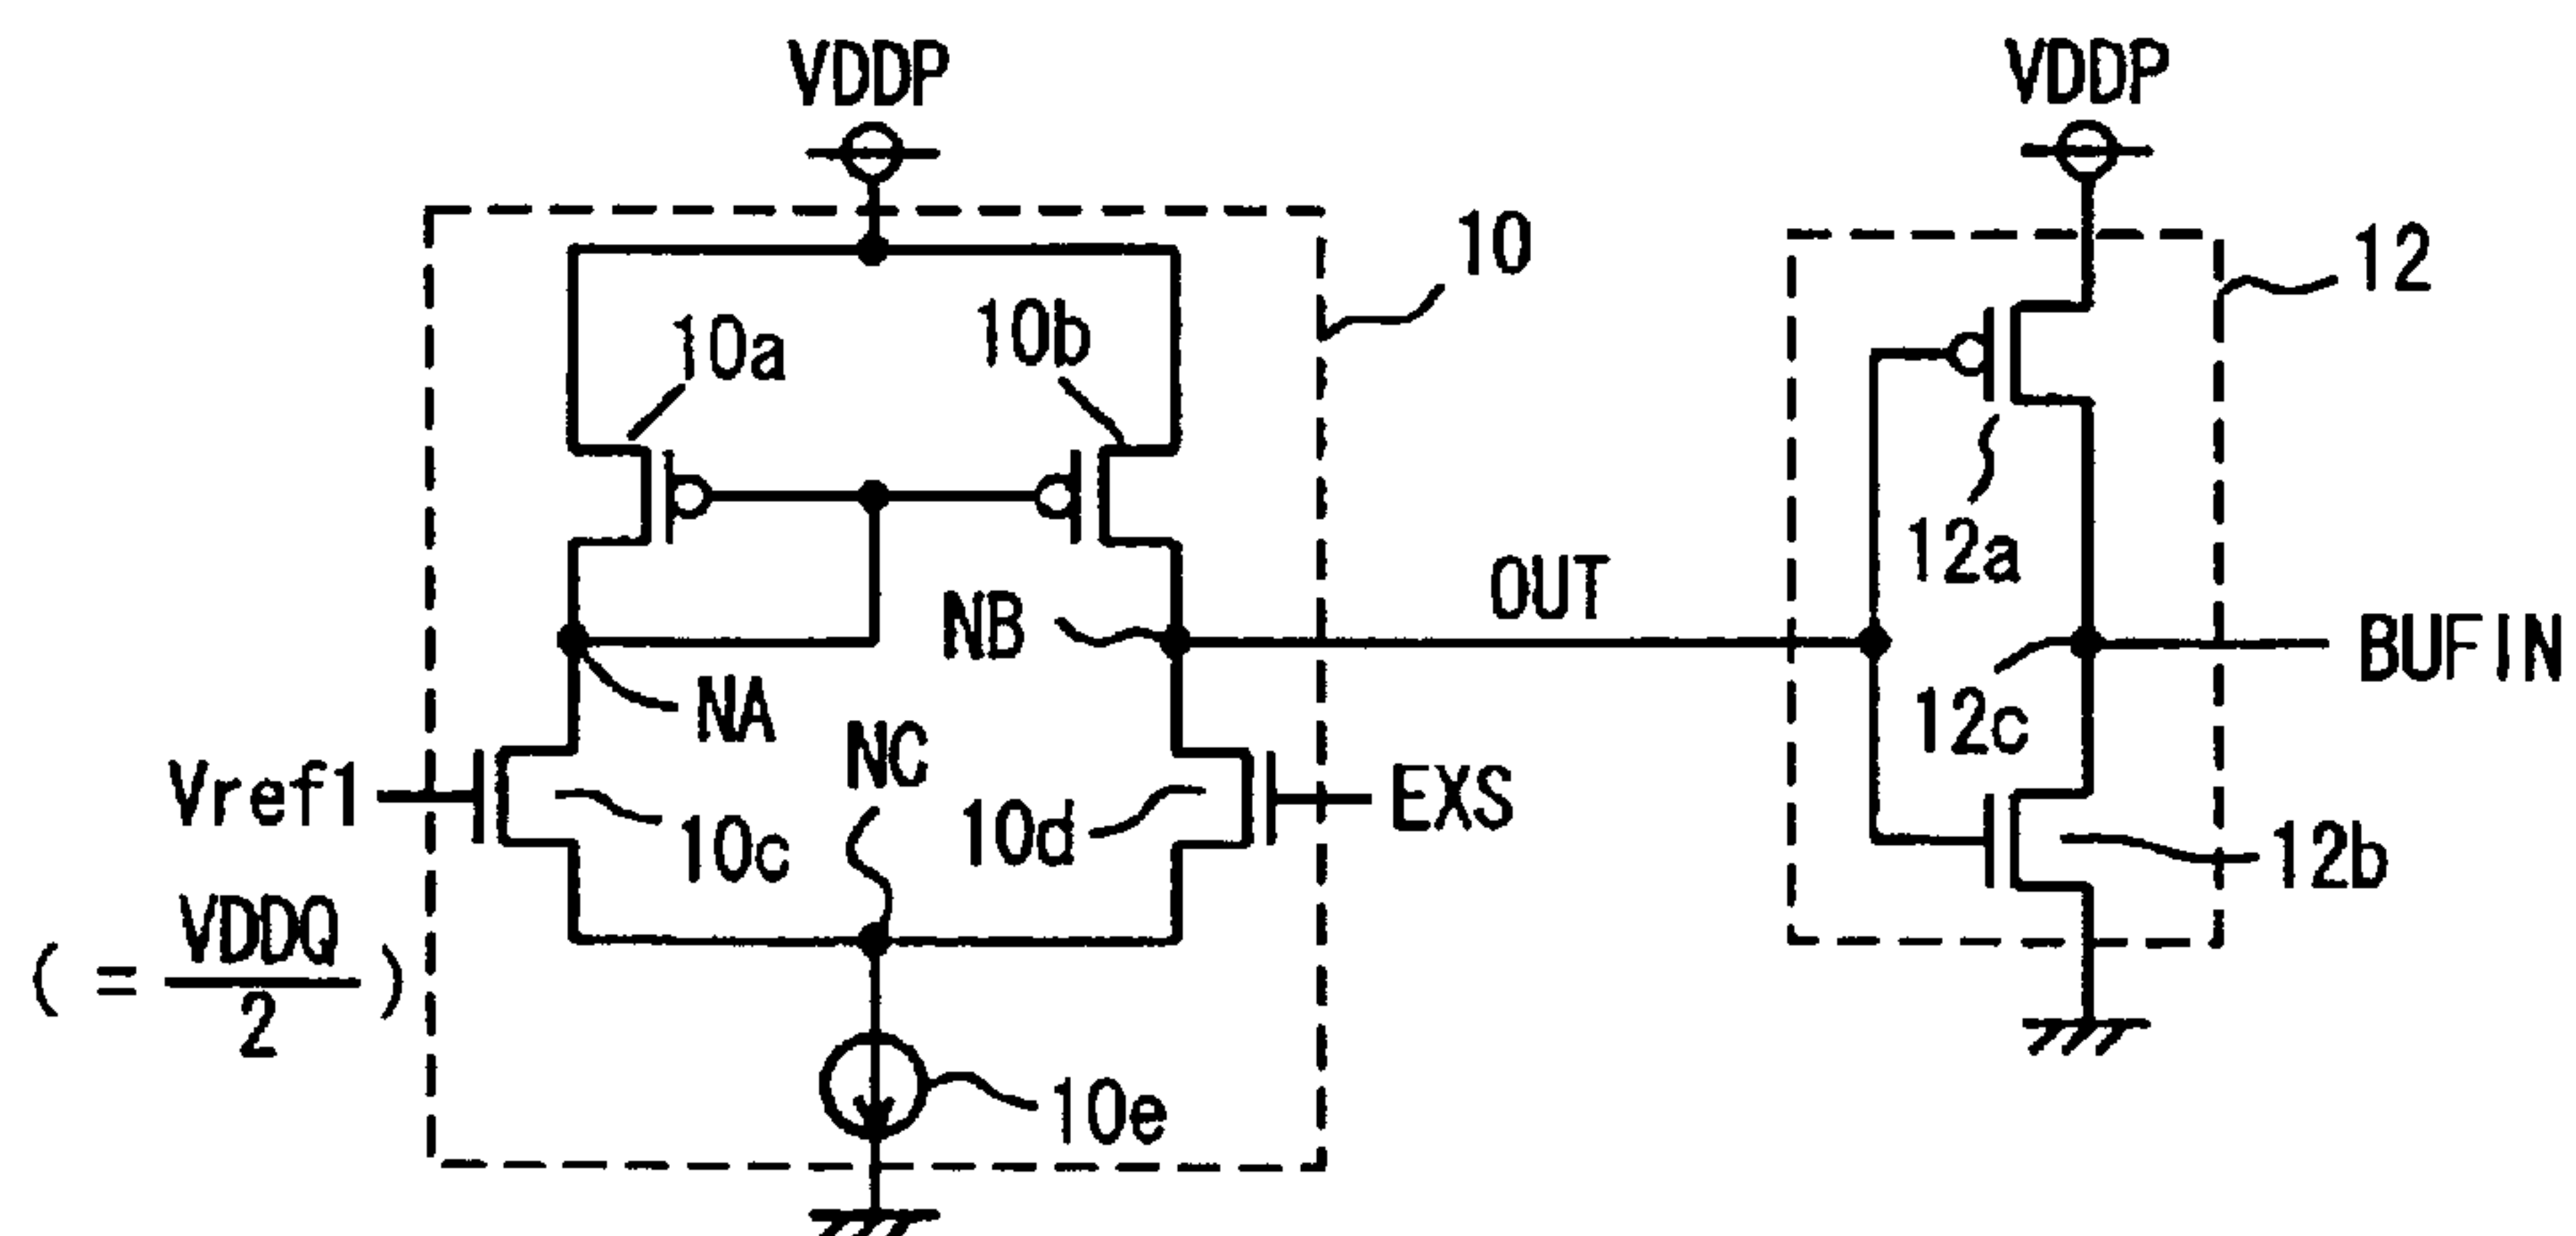 VDDP
VDDP
10
12
10a
10b
12a
OUT
NB
BUFIN
NA
12c
NC
Vref1
EXS
10c
10d
12b
( = VDDQ / 2 )
10e